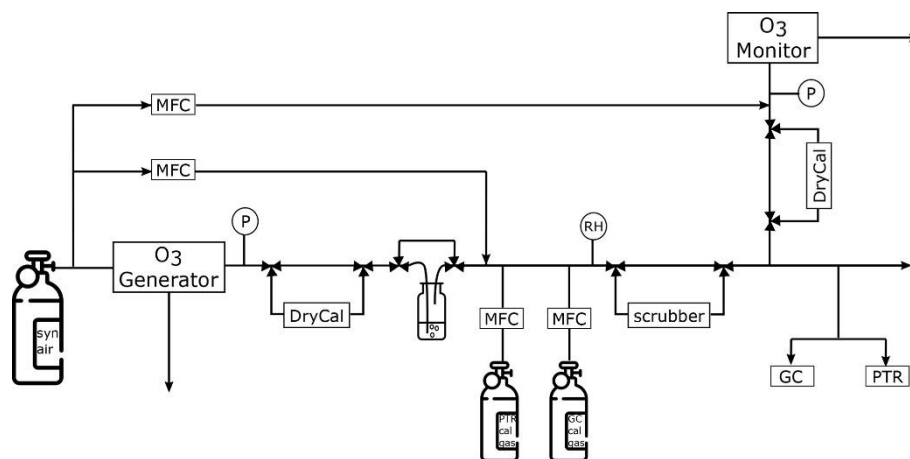 O3
Monitor
MFC
P
MFC
DryCal
P
RH
O3
Generator
DryCal
MFC
MFC
scrubber
syn
air
GC
PTR
PTR
cal
gas
GC
cal
gas